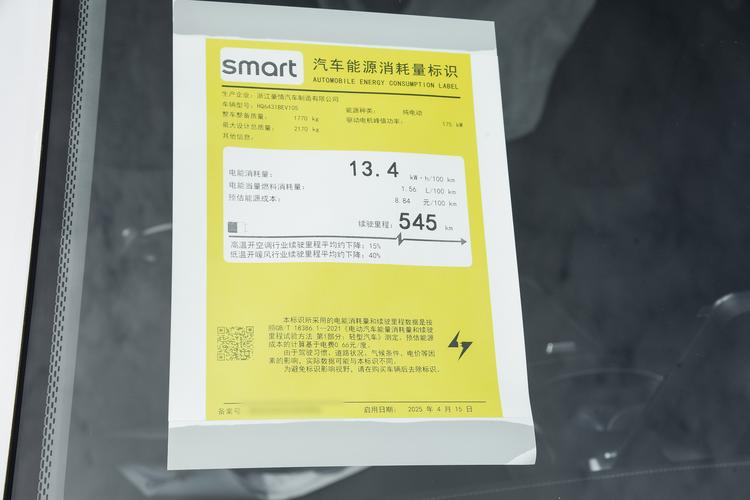 smart
汽车能源消耗量标识
AUTOMOBILE ENERGY CONSUMPTION LABEL
生产企业：浙江豪情汽车制造有限公司
车辆型号：HQ6431BEV105 能源种类： 纯电动
整车整备质量： 1770 kg 驱动电机峰值功率： 175 kW
最大设计总质量： 2170 kg
其他信息：
电能消耗量： 13.4 kW·h/100 km
电能当量燃料消耗量： 1.56 L/100 km
预估能源成本： 8.84 元/100 km
续驶里程：545 km
高温开空调行业续驶里程平均约下降：15%
低温开暖风行业续驶里程平均约下降：40%
本标识所采用的电能消耗量和续驶里程数据是按
照GB/T 18386.1—2021《电动汽车能量消耗量和续驶
里程试验方法 第1部分：轻型汽车》测定，预估能源
成本的计算基于电费0.66元/度。
由于驾驶习惯、道路状况、气候条件、电价等因
素的影响，实际数据可能与本标识不同。
为避免标识影响视野，请在购买车辆后去除标识。
备案号 启用日期： 2025 年 4 月 15 日